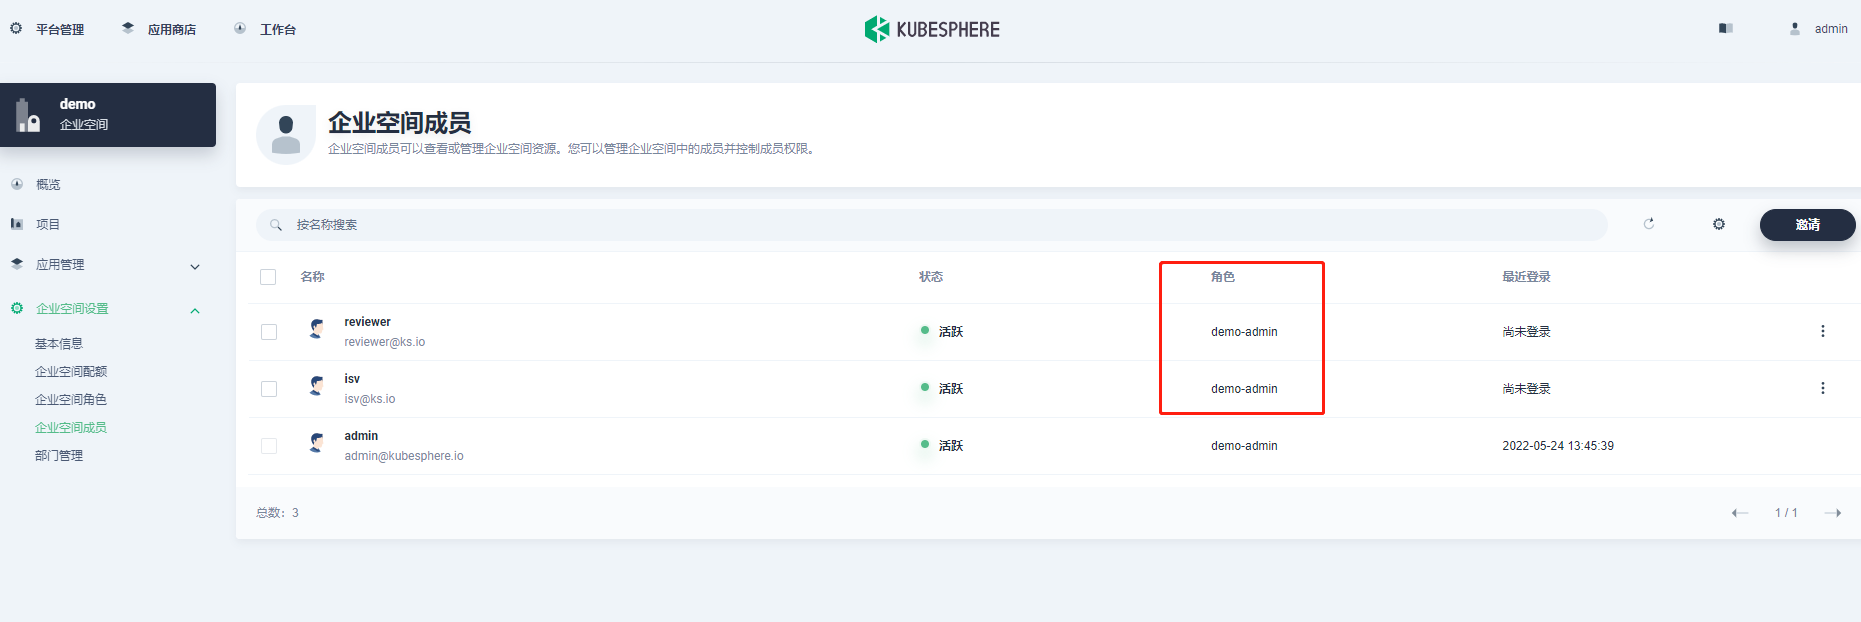 平台管理 应用商店 工作台 KUBESPHERE admin
demo
企业空间
概览
项目
应用管理
企业空间设置
基本信息
企业空间配额
企业空间角色
企业空间成员
部门管理
企业空间成员
企业空间成员可以查看或管理企业空间资源。您可以管理企业空间中的成员并控制成员权限。
按名称搜索 邀请
名称 状态 角色 最近登录
reviewer
reviewer@ks.io
活跃 demo-admin 尚未登录
isv
isv@ks.io
活跃 demo-admin 尚未登录
admin
admin@kubesphere.io
活跃 demo-admin 2022-05-24 13:45:39
总数：3 1 / 1